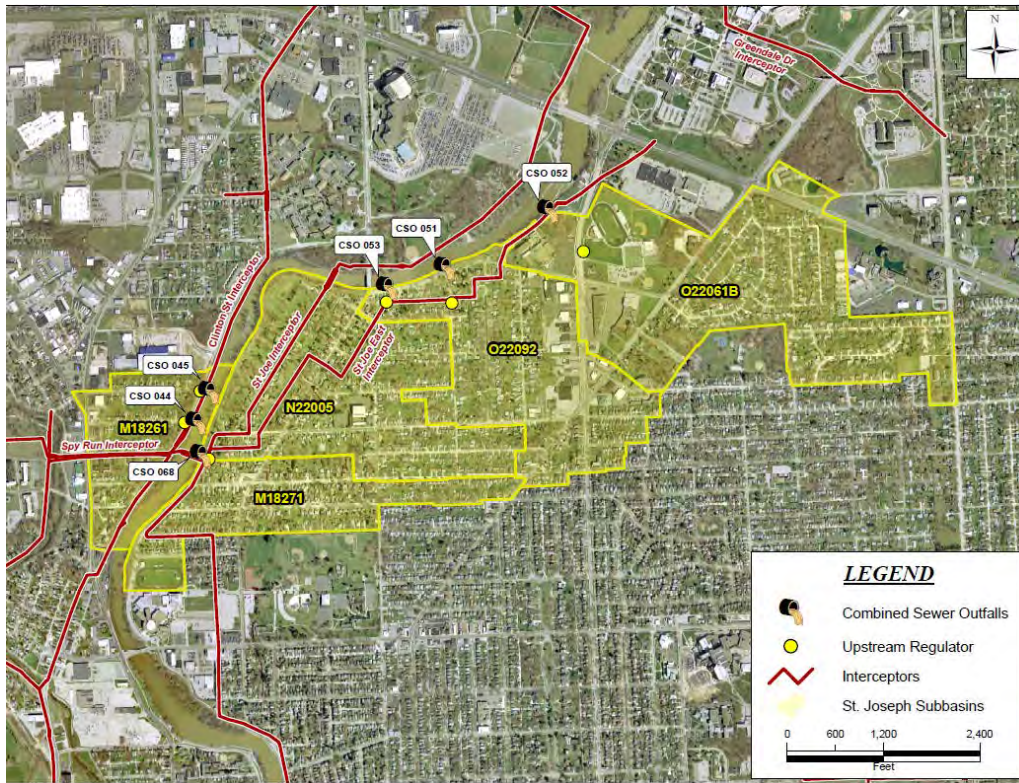 N
Greendale Dr
Interceptor
CSO 052
CSO 051
CSO 053
Clinton St Interceptor
O22061B
St Joe Interceptor
St Joe East
Interceptor
O22092
CSO 045
CSO 044
N22005
M18261
Spy Run Interceptor
CSO 068
M18271
LEGEND
Combined Sewer Outfalls
Upstream Regulator
Interceptors
St. Joseph Subbasins
0 600 1,200 2,400
Feet